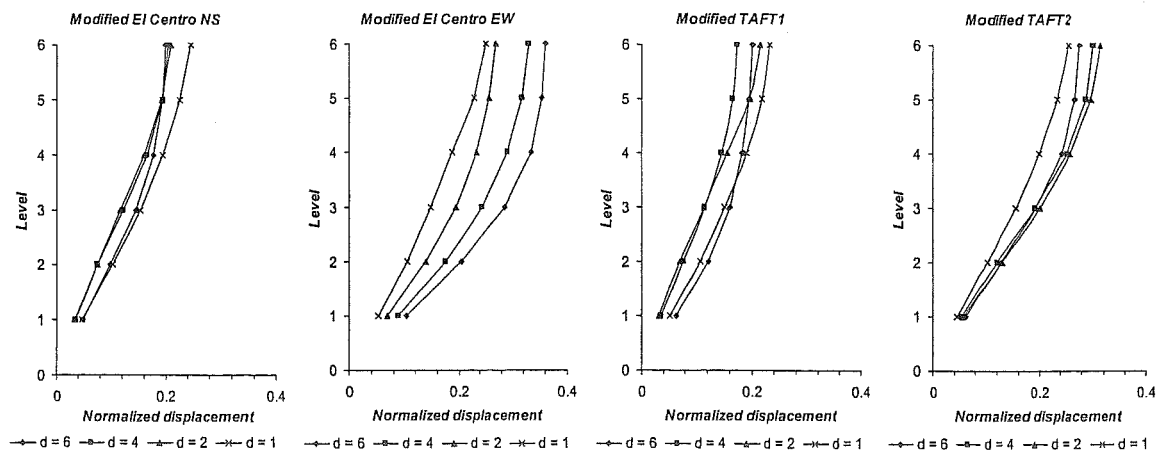 Modified El Centro NS
6
5
4
3
2
1
0
Level
0 0.2 0.4
Normalized displacement
d = 6 d = 4 d = 2 d = 1
Modified El Centro EW
6
5
4
3
2
1
0
Level
0 0.2 0.4
Normalized displacement
d = 6 d = 4 d = 2 d = 1
Modified TAFT1
6
5
4
3
2
1
0
Level
0 0.2 0.4
Normalized displacement
d = 6 d = 4 d = 2 d = 1
Modified TAFT2
6
5
4
3
2
1
0
Level
0 0.2 0.4
Normalized displacement
d = 6 d = 4 d = 2 d = 1